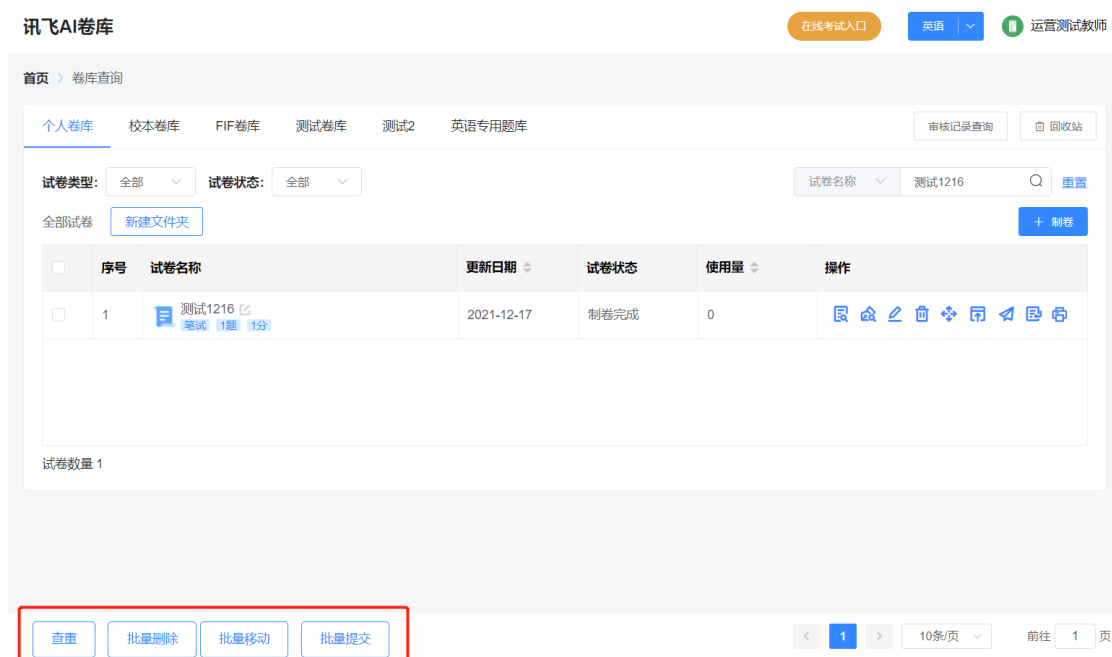 讯飞AI卷库 在线考试入口 英语 运营测试教师
首页 > 卷库查询
个人卷库 校本卷库 FIF卷库 测试卷库 测试2 英语专用题库 审核记录查询 回收站
试卷类型: 全部 试卷状态: 全部 试卷名称 测试1216 重置
全部试卷 新建文件夹 + 制卷
序号 试卷名称 更新日期 试卷状态 使用量 操作
1 测试1216 2021-12-17 制卷完成 0
笔试 1题 1分
试卷数量 1
查重 批量删除 批量移动 批量提交 < 1 > 10条/页 前往 1 页